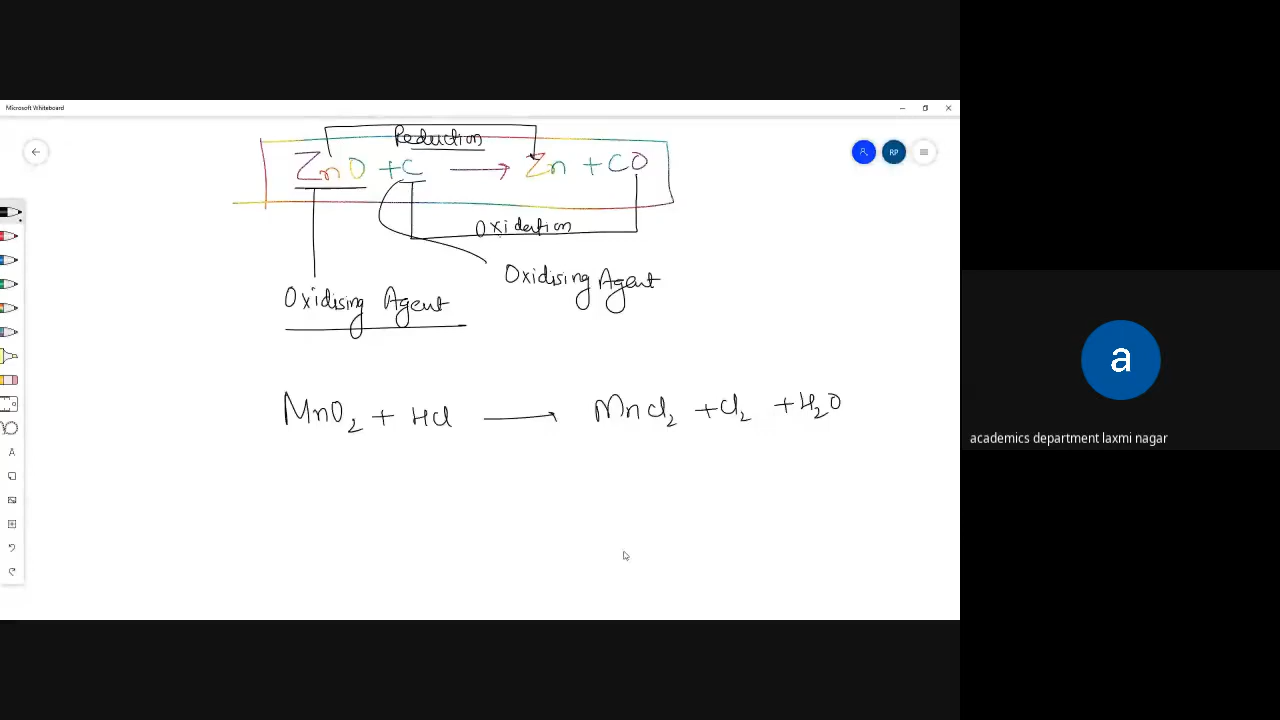 Microsoft Whiteboard
Reduction
RP
ZnO + C → Zn + CO
Oxidation
Oxidising Agent
Oxidising Agent
MnO2 + HCl → MnCl2 + Cl2 + H2O
a
academics department laxmi nagar
A